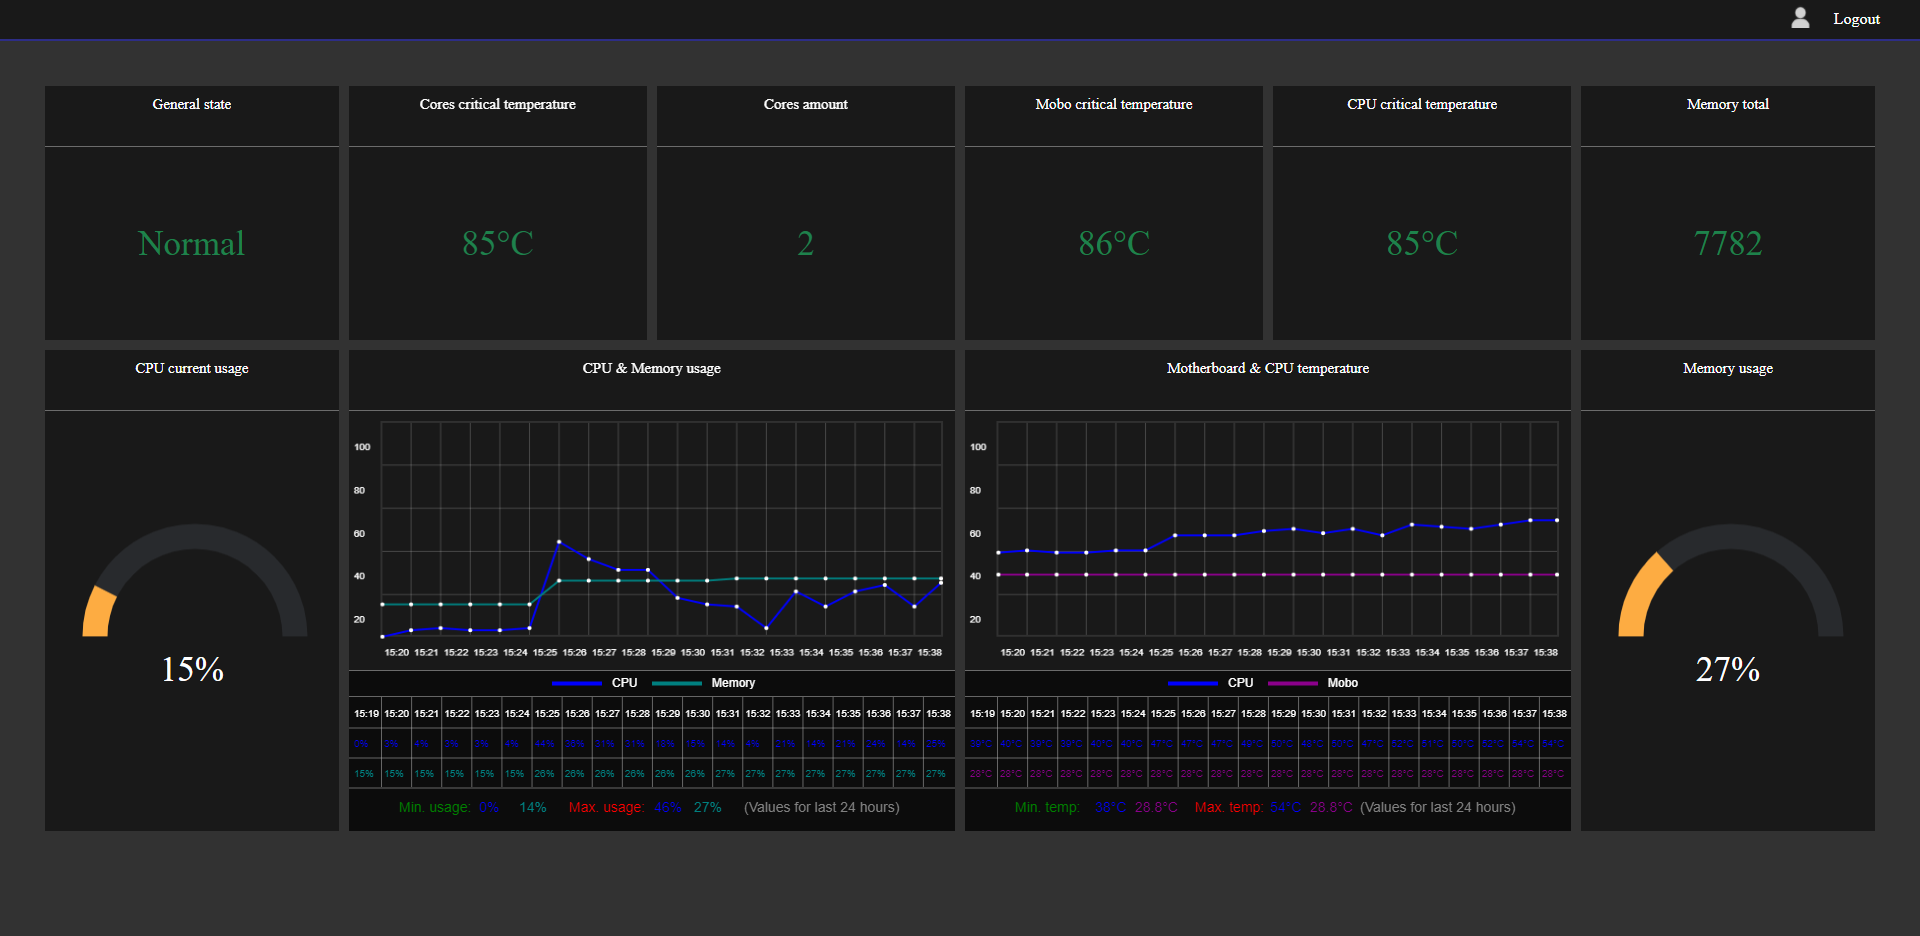 Logout
General state
Cores critical temperature
Cores amount
Mobo critical temperature
CPU critical temperature
Memory total
Normal
85°C
2
86°C
85°C
7782
CPU current usage
CPU & Memory usage
Motherboard & CPU temperature
Memory usage
15%
100
80
60
40
20
15:20 15:21 15:22 15:23 15:24 15:25 15:26 15:27 15:28 15:29 15:30 15:31 15:32 15:33 15:34 15:35 15:36 15:37 15:38
CPU Memory
15:19 15:20 15:21 15:22 15:23 15:24 15:25 15:26 15:27 15:28 15:29 15:30 15:31 15:32 15:33 15:34 15:35 15:36 15:37 15:38
0% 3% 4% 3% 3% 4% 44% 36% 31% 31% 18% 15% 14% 4% 21% 14% 21% 24% 14% 25%
15% 15% 15% 15% 15% 15% 26% 26% 26% 26% 26% 26% 27% 27% 27% 27% 27% 27% 27% 27%
Min. usage: 0% 14% Max. usage: 46% 27% (Values for last 24 hours)
100
80
60
40
20
15:20 15:21 15:22 15:23 15:24 15:25 15:26 15:27 15:28 15:29 15:30 15:31 15:32 15:33 15:34 15:35 15:36 15:37 15:38
CPU Mobo
15:19 15:20 15:21 15:22 15:23 15:24 15:25 15:26 15:27 15:28 15:29 15:30 15:31 15:32 15:33 15:34 15:35 15:36 15:37 15:38
39°C 40°C 39°C 39°C 40°C 40°C 47°C 47°C 47°C 49°C 50°C 48°C 50°C 47°C 52°C 51°C 50°C 52°C 54°C 54°C
28°C 28°C 28°C 28°C 28°C 28°C 28°C 28°C 28°C 28°C 28°C 28°C 28°C 28°C 28°C 28°C 28°C 28°C 28°C 28°C
Min. temp: 38°C 28.8°C Max. temp: 54°C 28.8°C (Values for last 24 hours)
27%